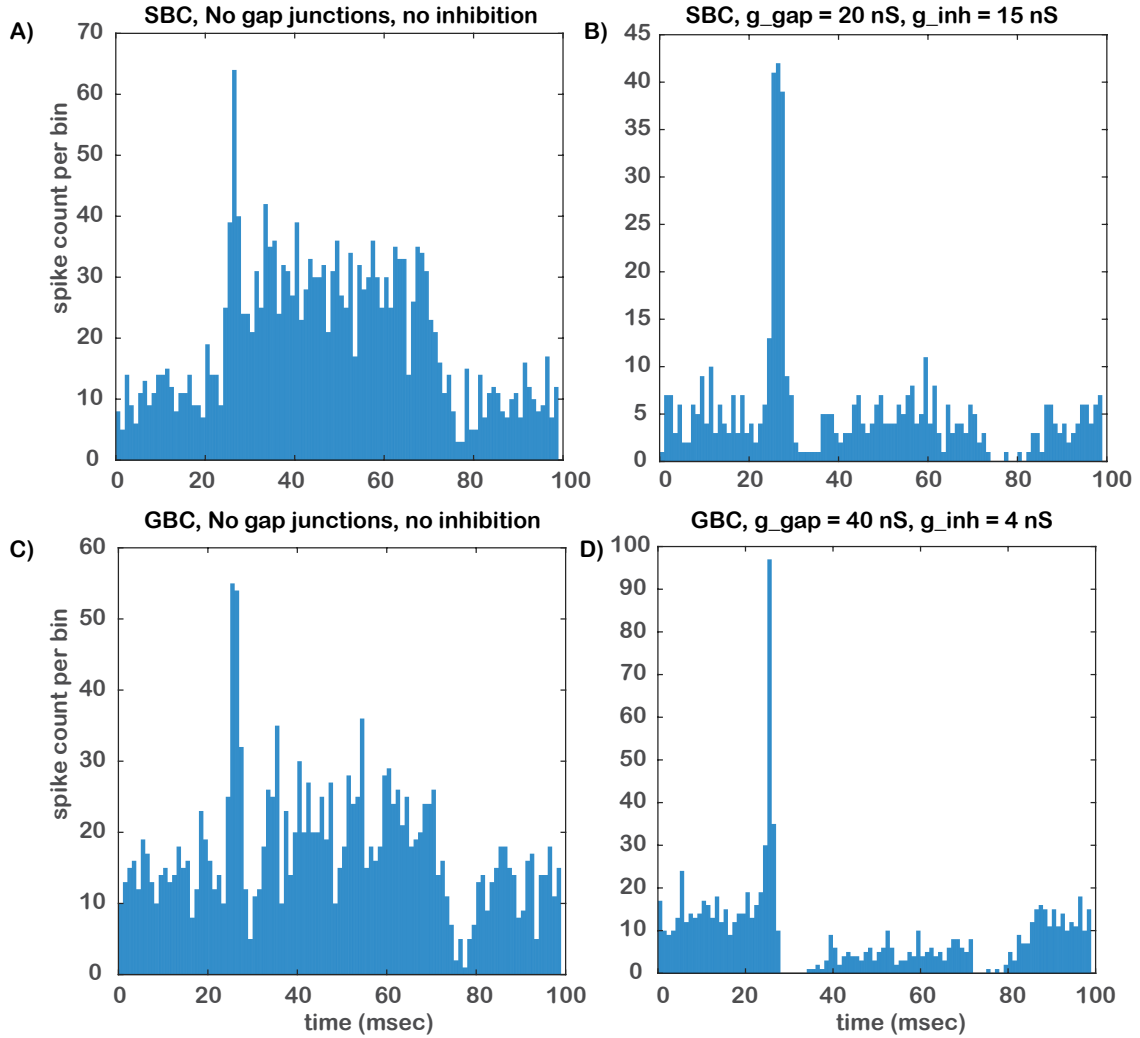 A)
SBC, No gap junctions, no inhibition
70
60
50
40
30
20
10
0
spike count per bin
0 20 40 60 80 100
B)
SBC, g_gap = 20 nS, g_inh = 15 nS
45
40
35
30
25
20
15
10
5
0
0 20 40 60 80 100
C)
GBC, No gap junctions, no inhibition
60
50
40
30
20
10
0
spike count per bin
0 20 40 60 80 100
time (msec)
D)
GBC, g_gap = 40 nS, g_inh = 4 nS
100
90
80
70
60
50
40
30
20
10
0
0 20 40 60 80 100
time (msec)